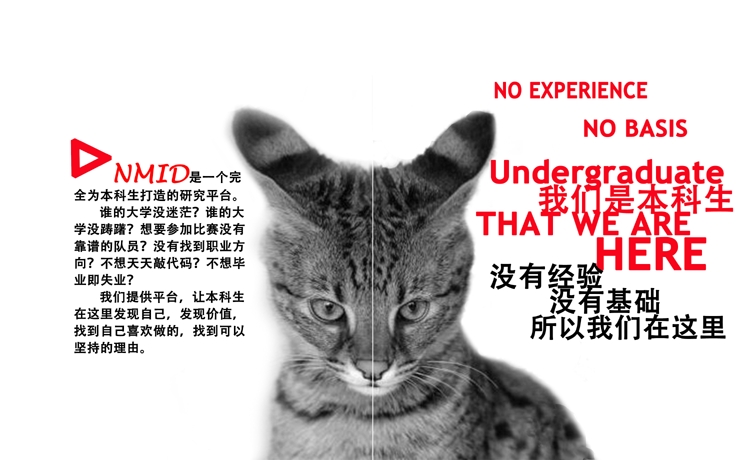 NMID是一个完
全为本科生打造的研究平台。
谁的大学没迷茫？谁的大
学没踌躇？想要参加比赛没有
靠谱的队员？没有找到职业方
向？不想天天敲代码？不想毕
业即失业？
我们提供平台，让本科生
在这里发现自己，发现价值，
找到自己喜欢做的，找到可以
坚持的理由。
NO EXPERIENCE
NO BASIS
Undergraduate
我们是本科生
THAT WE ARE
HERE
没有经验
没有基础
所以我们在这里